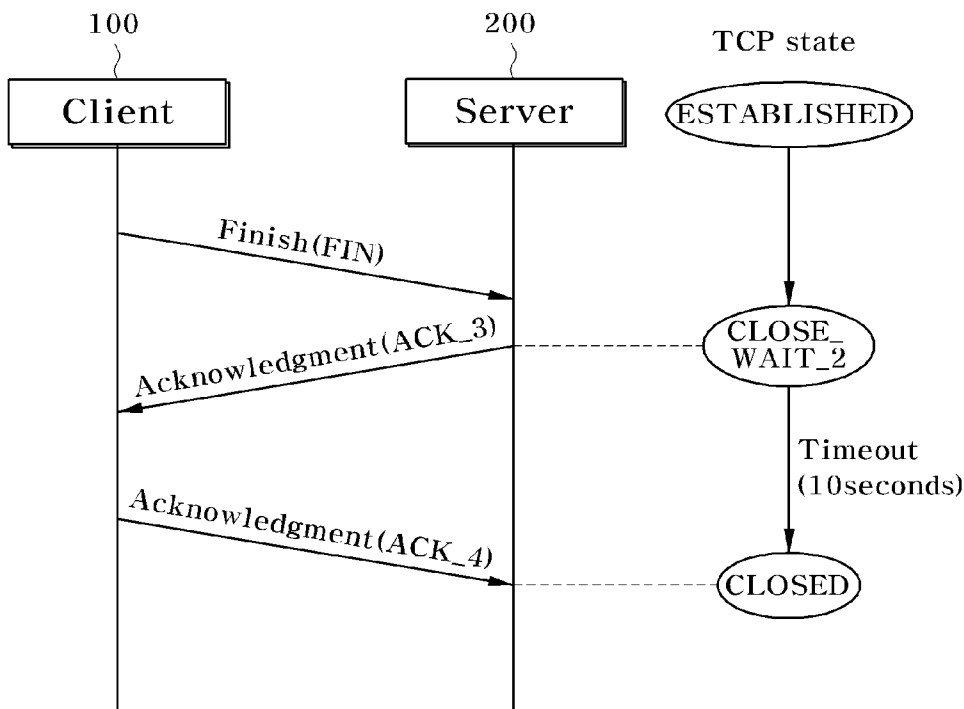 100
200
TCP state
Client
Server
ESTABLISHED
Finish(FIN)
Acknowledgment(ACK_3)
CLOSE_
WAIT_2
Timeout
(10seconds)
Acknowledgment(ACK_4)
CLOSED